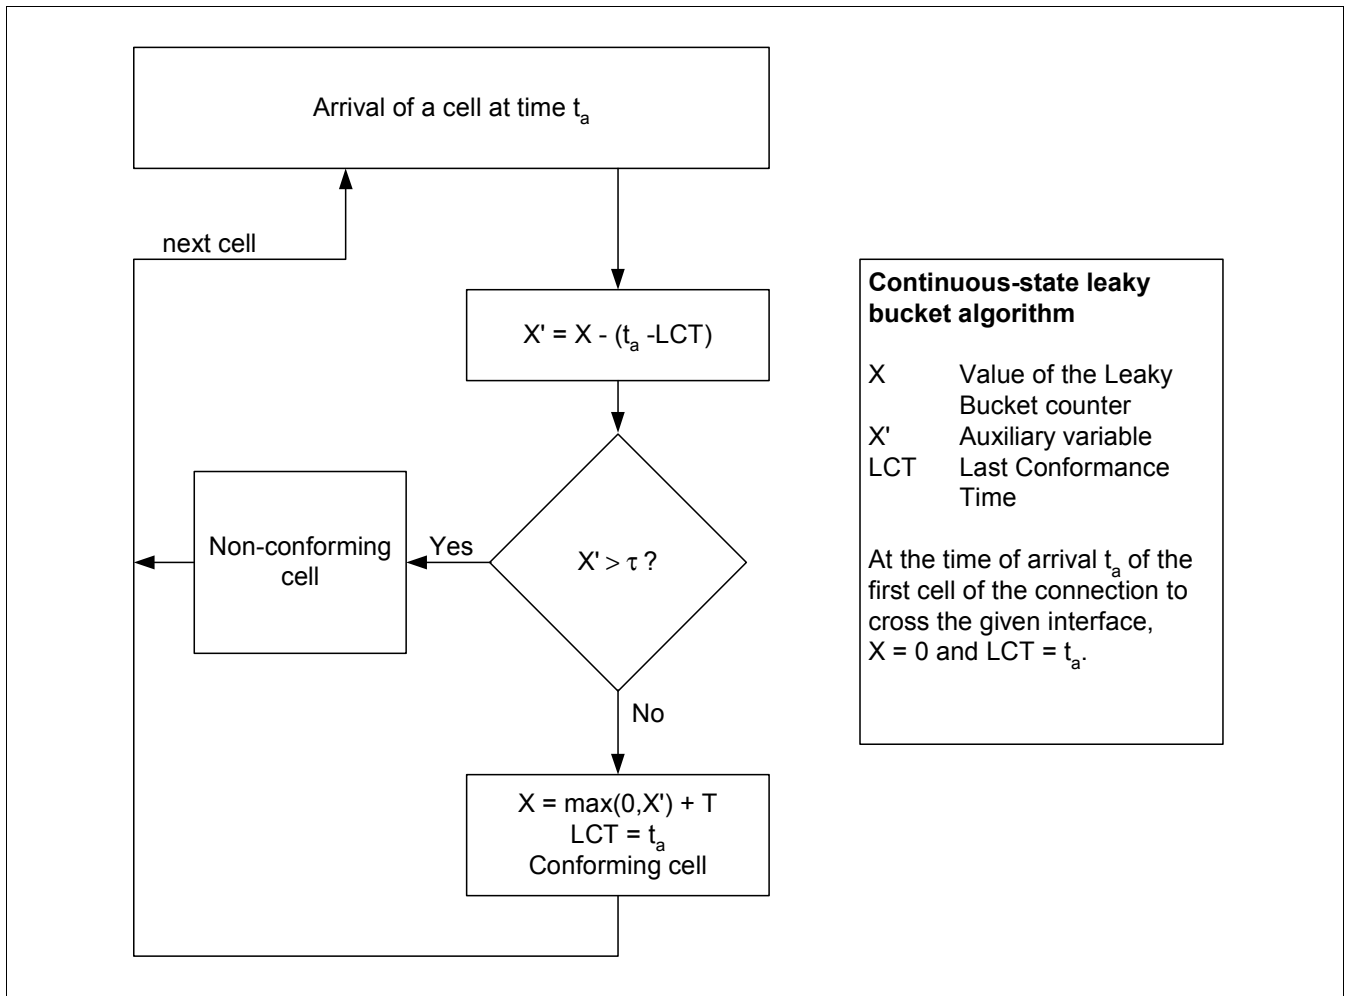 Arrival of a cell at time tₐ
next cell
X' = X - (tₐ -LCT)
Non-conforming
cell
Yes
X' > τ ?
No
X = max(0,X') + T
LCT = tₐ
Conforming cell
Continuous-state leaky
bucket algorithm
X Value of the Leaky
Bucket counter
X' Auxiliary variable
LCT Last Conformance
Time
At the time of arrival tₐ of the
first cell of the connection to
cross the given interface,
X = 0 and LCT = tₐ.